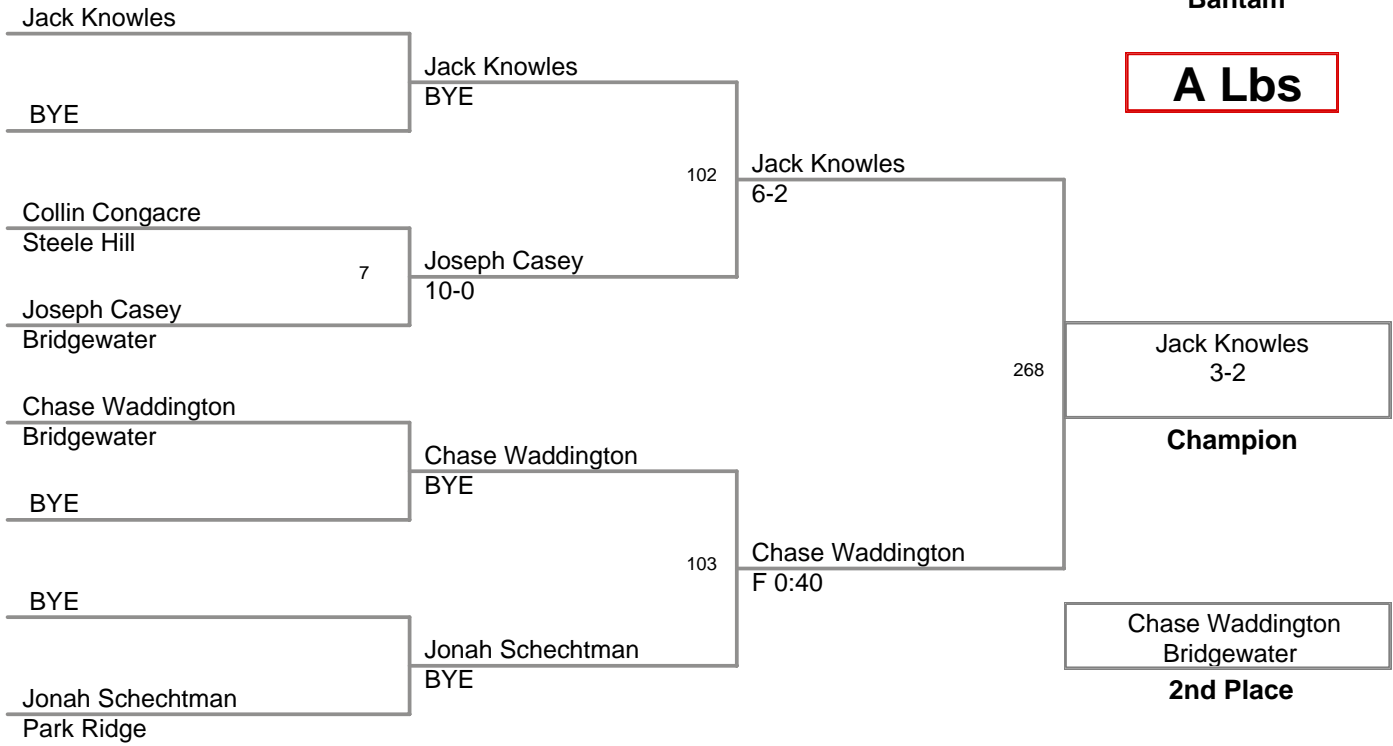 Bantam
A Lbs
Jack Knowles
BYE
Collin Congacre
Steele Hill
7
Joseph Casey
Bridgewater
Chase Waddington
Bridgewater
BYE
BYE
Jonah Schechtman
Park Ridge
Jack Knowles
BYE
102
Joseph Casey
10-0
Chase Waddington
BYE
103
Jonah Schechtman
BYE
Jack Knowles
6-2
268
Chase Waddington
F 0:40
Jack Knowles
3-2
Champion
Chase Waddington
Bridgewater
2nd Place